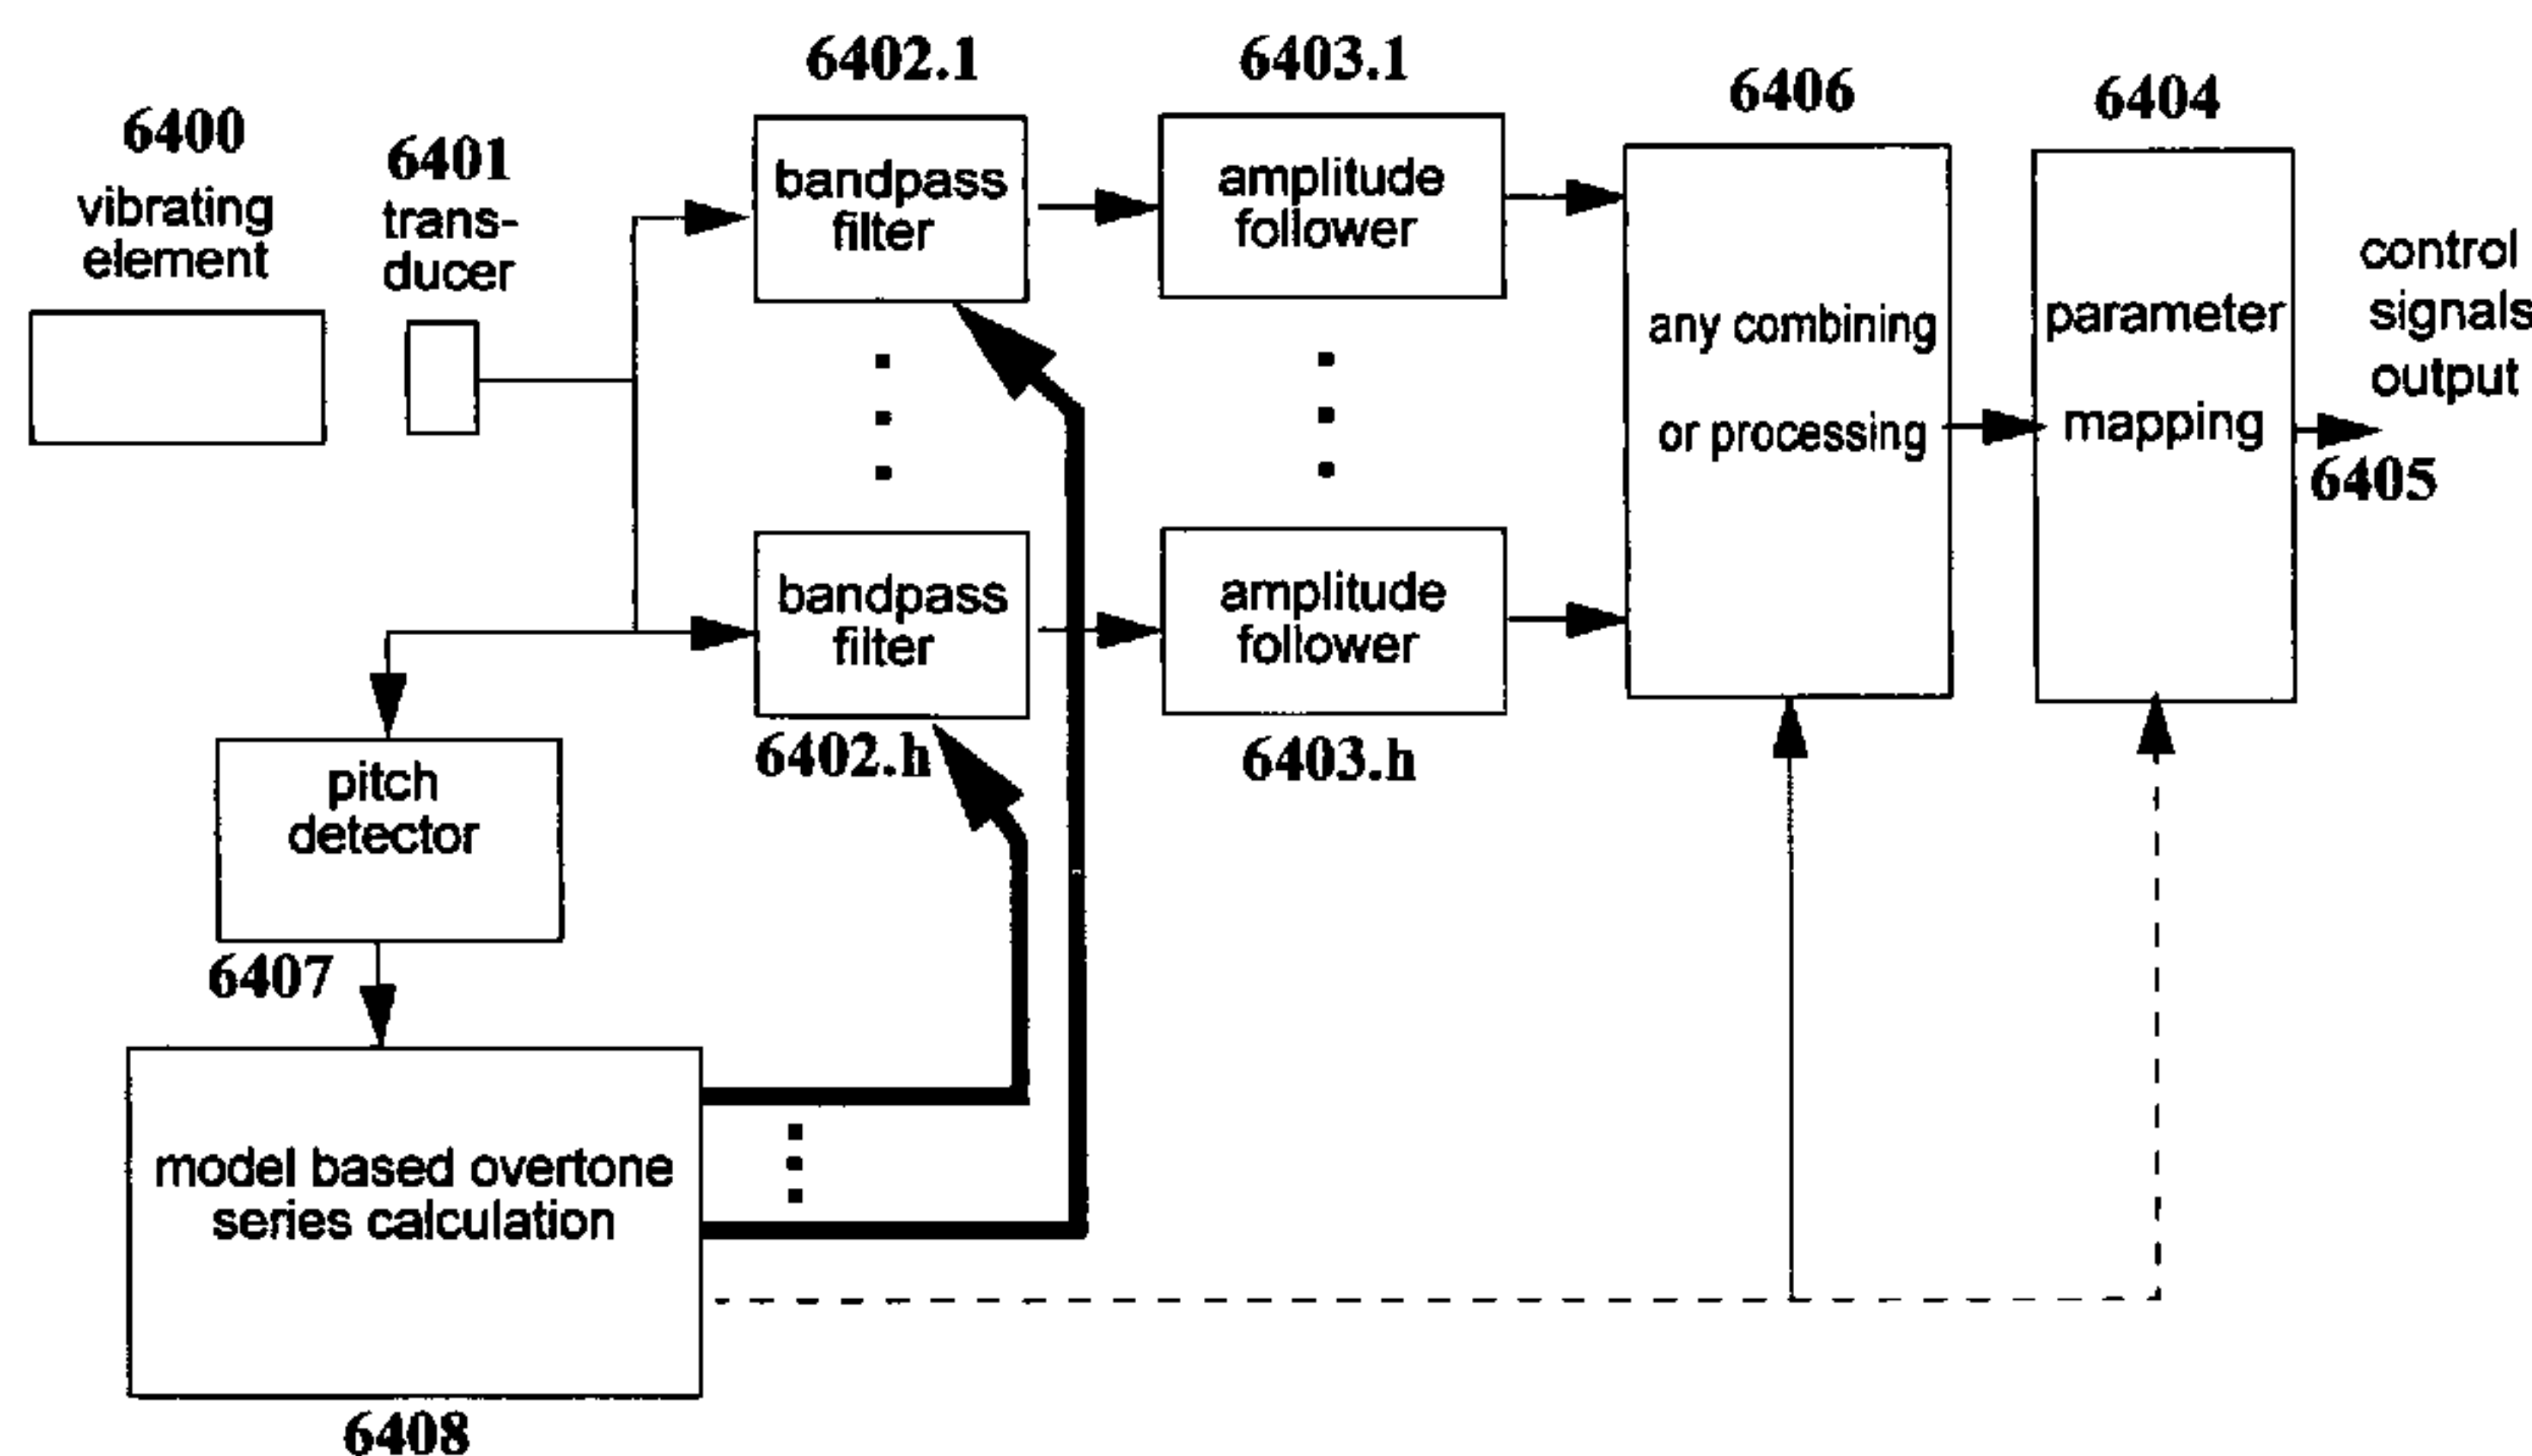 6400
vibrating
element
6401
trans-
ducer
6402.1
bandpass
filter
6403.1
amplitude
follower
6406
any combining
or processing
6404
parameter
mapping
control
signals
output
6405
bandpass
filter
6402.h
amplitude
follower
6403.h
pitch
detector
6407
model based overtone
series calculation
6408